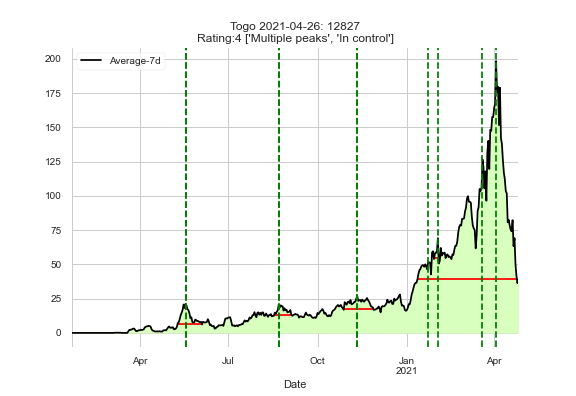 Togo 2021-04-26: 12827
Rating:4 ['Multiple peaks', 'In control']
Average-7d
200
175
150
125
100
75
50
25
0
Apr
Jul
Oct
Jan
2021
Apr
Date